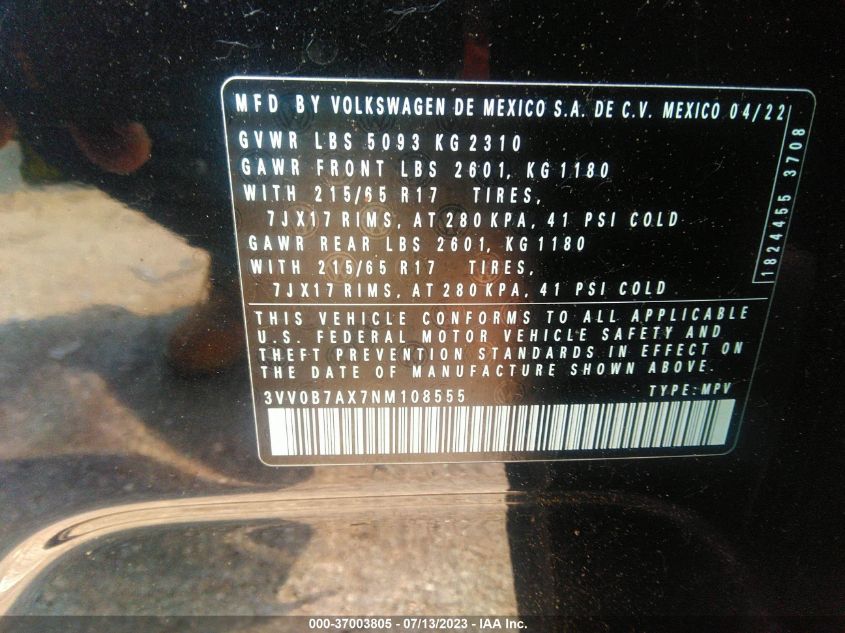 MFD BY VOLKSWAGEN DE MEXICO S.A. DE C.V. MEXICO 04/22
GVWR LBS 5093 KG 2310
GAWR FRONT LBS 2601, KG 1180
WITH 215/65 R17 TIRES,
7JX17 RIMS, AT 280 KPA, 41 PSI COLD
GAWR REAR LBS 2601, KG 1180
WITH 215/65 R17 TIRES,
7JX17 RIMS, AT 280 KPA, 41 PSI COLD
1824455 3708
THIS VEHICLE CONFORMS TO ALL APPLICABLE
U.S. FEDERAL MOTOR VEHICLE SAFETY AND
THEFT PREVENTION STANDARDS IN EFFECT ON
THE DATE OF MANUFACTURE SHOWN ABOVE.
3VV0B7AX7NM108555 TYPE: MPV
000-37003805 - 07/13/2023 - IAA Inc.